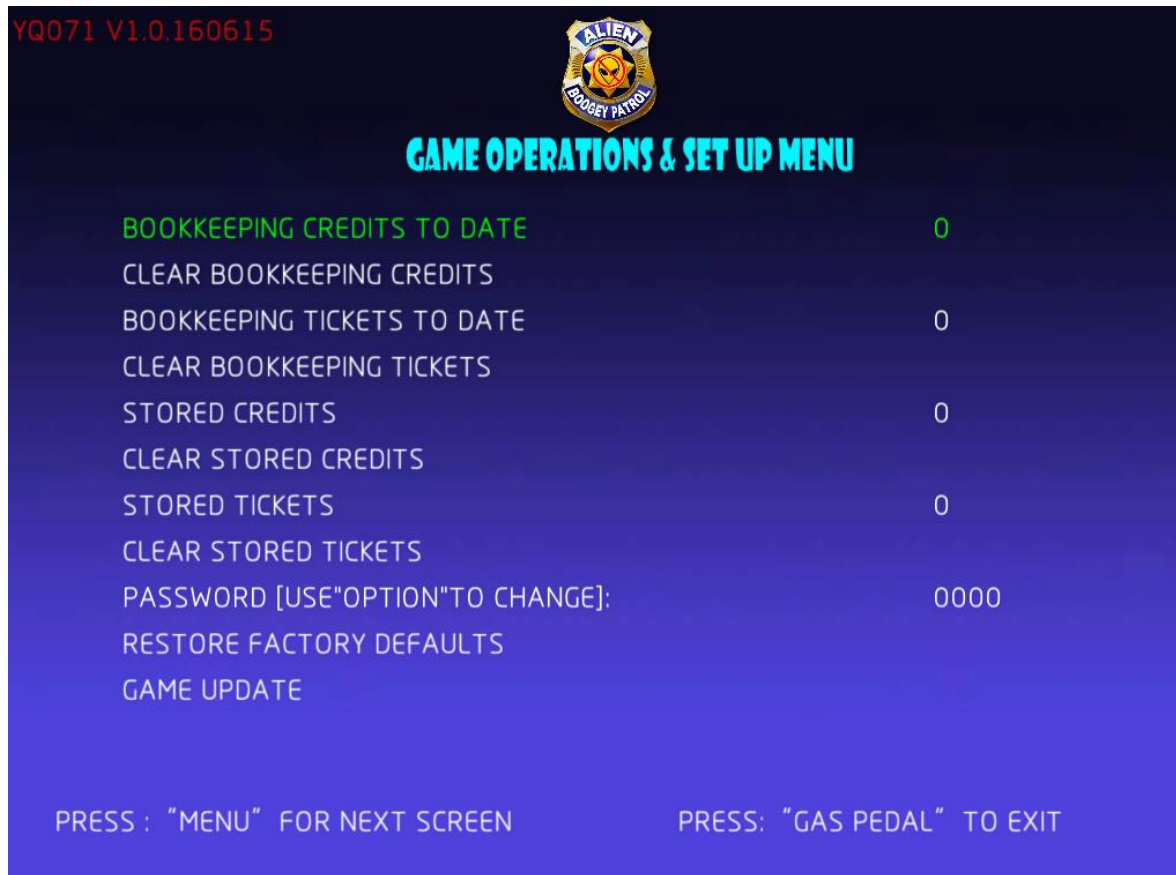 YQ071 V1.0.160615
ALIEN
BOOGEY PATROL
GAME OPERATIONS & SET UP MENU
BOOKKEEPING CREDITS TO DATE 0
CLEAR BOOKKEEPING CREDITS
BOOKKEEPING TICKETS TO DATE 0
CLEAR BOOKKEEPING TICKETS
STORED CREDITS 0
CLEAR STORED CREDITS
STORED TICKETS 0
CLEAR STORED TICKETS
PASSWORD [USE"OPTION"TO CHANGE]: 0000
RESTORE FACTORY DEFAULTS
GAME UPDATE
PRESS : "MENU" FOR NEXT SCREEN PRESS: "GAS PEDAL" TO EXIT